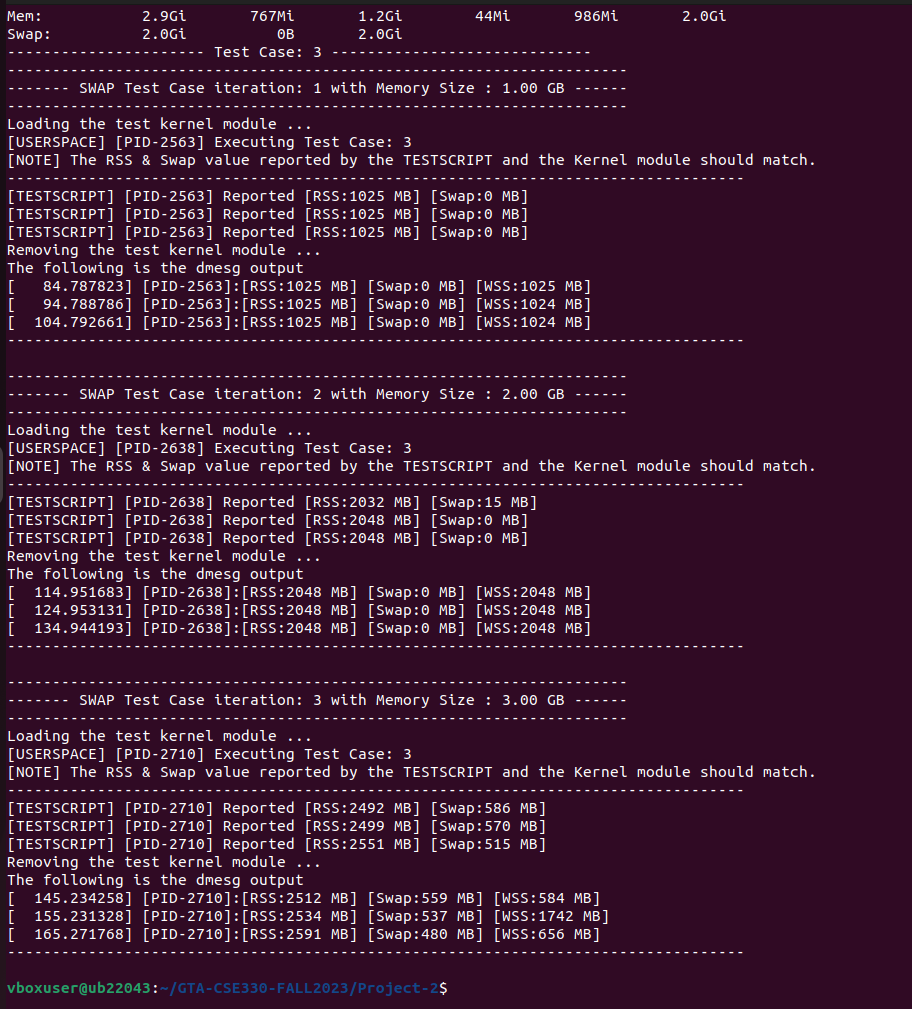 Mem:           2.9Gi       767Mi       1.2Gi        44Mi       986Mi       2.0Gi
Swap:          2.0Gi          0B       2.0Gi
---------------------- Test Case: 3 -----------------------------
---------------------------------------------------------------------
------- SWAP Test Case iteration: 1 with Memory Size : 1.00 GB ------
---------------------------------------------------------------------
Loading the test kernel module ...
[USERSPACE] [PID-2563] Executing Test Case: 3
[NOTE] The RSS & Swap value reported by the TESTSCRIPT and the Kernel module should match.
----------------------------------------------------------------------------------
[TESTSCRIPT] [PID-2563] Reported [RSS:1025 MB] [Swap:0 MB]
[TESTSCRIPT] [PID-2563] Reported [RSS:1025 MB] [Swap:0 MB]
[TESTSCRIPT] [PID-2563] Reported [RSS:1025 MB] [Swap:0 MB]
Removing the test kernel module ...
The following is the dmesg output
[   84.787823] [PID-2563]:[RSS:1025 MB] [Swap:0 MB] [WSS:1025 MB]
[   94.788786] [PID-2563]:[RSS:1025 MB] [Swap:0 MB] [WSS:1024 MB]
[  104.792661] [PID-2563]:[RSS:1025 MB] [Swap:0 MB] [WSS:1024 MB]
----------------------------------------------------------------------------------
---------------------------------------------------------------------
------- SWAP Test Case iteration: 2 with Memory Size : 2.00 GB ------
---------------------------------------------------------------------
Loading the test kernel module ...
[USERSPACE] [PID-2638] Executing Test Case: 3
[NOTE] The RSS & Swap value reported by the TESTSCRIPT and the Kernel module should match.
----------------------------------------------------------------------------------
[TESTSCRIPT] [PID-2638] Reported [RSS:2032 MB] [Swap:15 MB]
[TESTSCRIPT] [PID-2638] Reported [RSS:2048 MB] [Swap:0 MB]
[TESTSCRIPT] [PID-2638] Reported [RSS:2048 MB] [Swap:0 MB]
Removing the test kernel module ...
The following is the dmesg output
[  114.951683] [PID-2638]:[RSS:2048 MB] [Swap:0 MB] [WSS:2048 MB]
[  124.953131] [PID-2638]:[RSS:2048 MB] [Swap:0 MB] [WSS:2048 MB]
[  134.944193] [PID-2638]:[RSS:2048 MB] [Swap:0 MB] [WSS:2048 MB]
----------------------------------------------------------------------------------
---------------------------------------------------------------------
------- SWAP Test Case iteration: 3 with Memory Size : 3.00 GB ------
---------------------------------------------------------------------
Loading the test kernel module ...
[USERSPACE] [PID-2710] Executing Test Case: 3
[NOTE] The RSS & Swap value reported by the TESTSCRIPT and the Kernel module should match.
----------------------------------------------------------------------------------
[TESTSCRIPT] [PID-2710] Reported [RSS:2492 MB] [Swap:586 MB]
[TESTSCRIPT] [PID-2710] Reported [RSS:2499 MB] [Swap:570 MB]
[TESTSCRIPT] [PID-2710] Reported [RSS:2551 MB] [Swap:515 MB]
Removing the test kernel module ...
The following is the dmesg output
[  145.234258] [PID-2710]:[RSS:2512 MB] [Swap:559 MB] [WSS:584 MB]
[  155.231328] [PID-2710]:[RSS:2534 MB] [Swap:537 MB] [WSS:1742 MB]
[  165.271768] [PID-2710]:[RSS:2591 MB] [Swap:480 MB] [WSS:656 MB]
----------------------------------------------------------------------------------
vboxuser@ub22043:~/GTA-CSE330-FALL2023/Project-2$